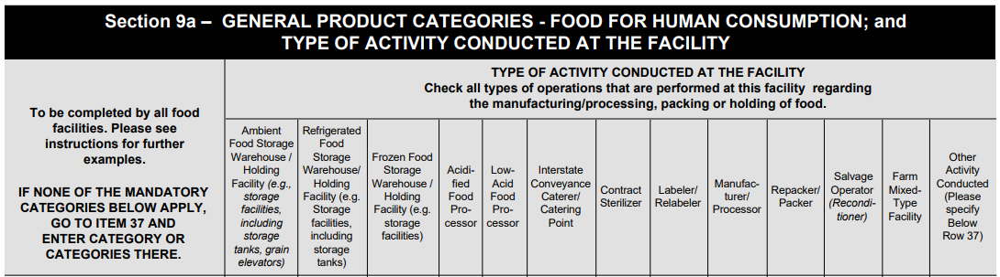 Section 9a – GENERAL PRODUCT CATEGORIES - FOOD FOR HUMAN CONSUMPTION; and
TYPE OF ACTIVITY CONDUCTED AT THE FACILITY
To be completed by all food
facilities. Please see
instructions for further
examples.
IF NONE OF THE MANDATORY
CATEGORIES BELOW APPLY,
GO TO ITEM 37 AND
ENTER CATEGORY OR
CATEGORIES THERE.
TYPE OF ACTIVITY CONDUCTED AT THE FACILITY
Check all types of operations that are performed at this facility regarding
the manufacturing/processing, packing or holding of food.
Ambient
Food Storage
Warehouse /
Holding
Facility (e.g.,
storage
facilities,
including
storage
tanks, grain
elevators)
Refrigerated
Food
Storage
Warehouse/
Holding
Facility (e.g.
Storage
facilities,
including
storage
tanks)
Frozen Food
Storage
Warehouse /
Holding
Facility (e.g.
storage
facilities)
Acidi-
fied
Food
Pro-
cessor
Low-
Acid
Food
Pro-
cessor
Interstate
Conveyance
Caterer/
Catering
Point
Contract
Sterilizer
Labeler/
Relabeler
Manufac-
turer/
Processor
Repacker/
Packer
Salvage
Operator
(Recondi-
tioner)
Farm
Mixed-
Type
Facility
Other
Activity
Conducted
(Please
specify
Below
Row 37)